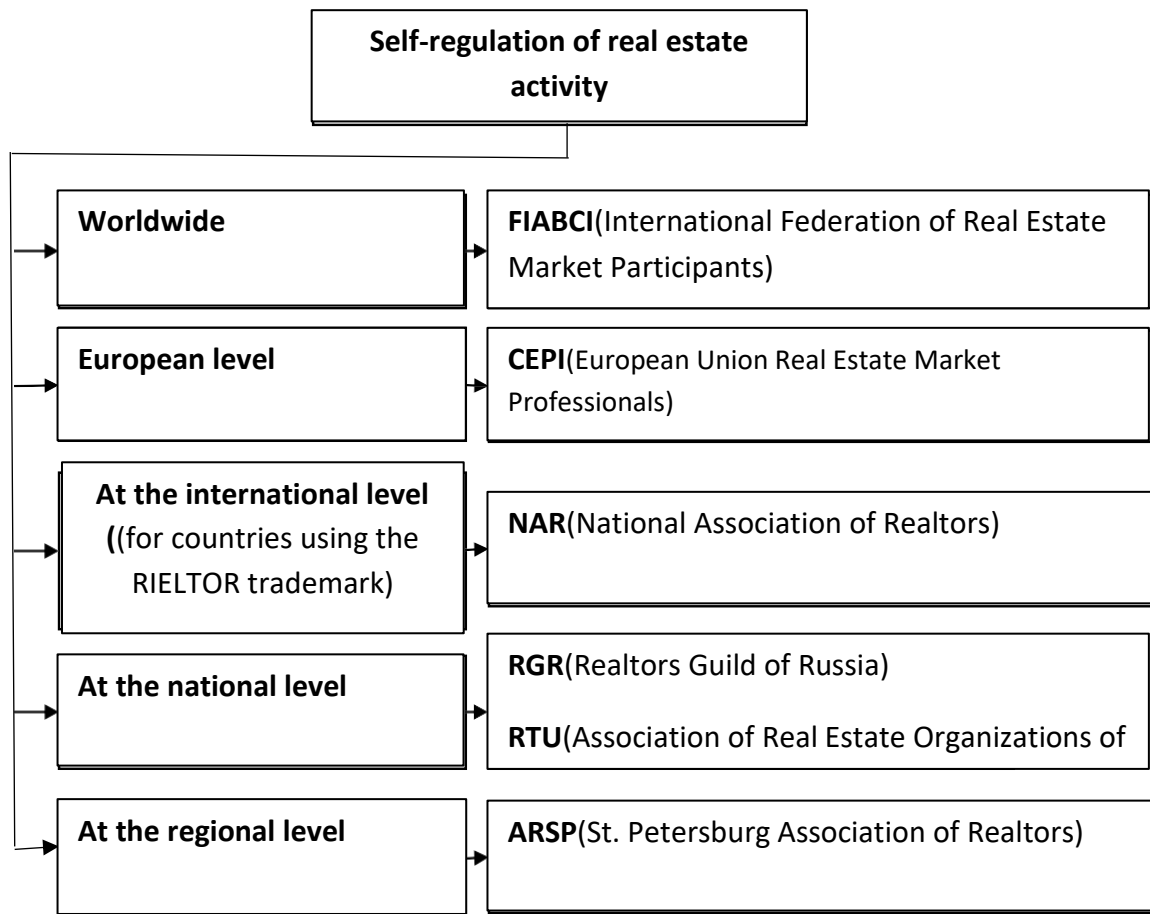 Self-regulation of real estate
activity
Worldwide
FIABCI(International Federation of Real Estate
Market Participants)
European level
CEPI(European Union Real Estate Market
Professionals)
At the international level
((for countries using the
RIELTOR trademark)
NAR(National Association of Realtors)
At the national level
RGR(Realtors Guild of Russia)
RTU(Association of Real Estate Organizations of
At the regional level
ARSP(St. Petersburg Association of Realtors)